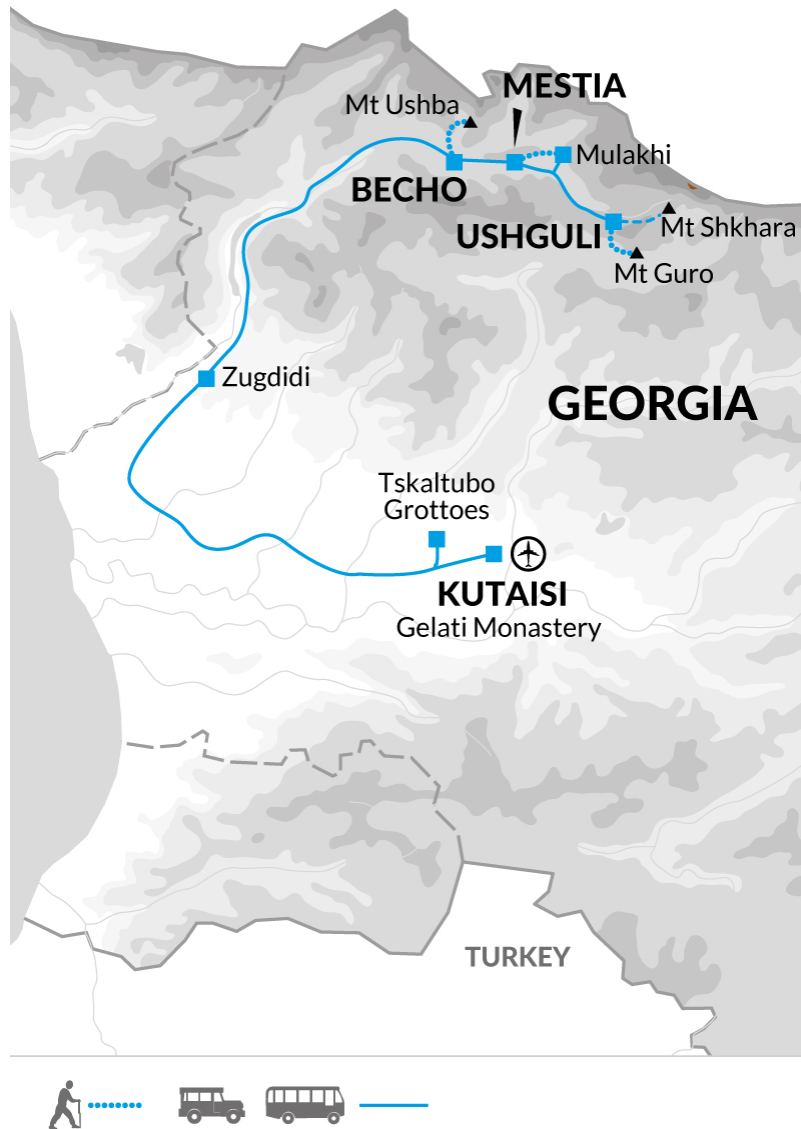 MESTIA
Mt Ushba
Mulakhi
BECHO
USHGULI
Mt Shkhara
Mt Guro
Zugdidi
GEORGIA
Tskaltubo
Grottoes
KUTAISI
Gelati Monastery
TURKEY